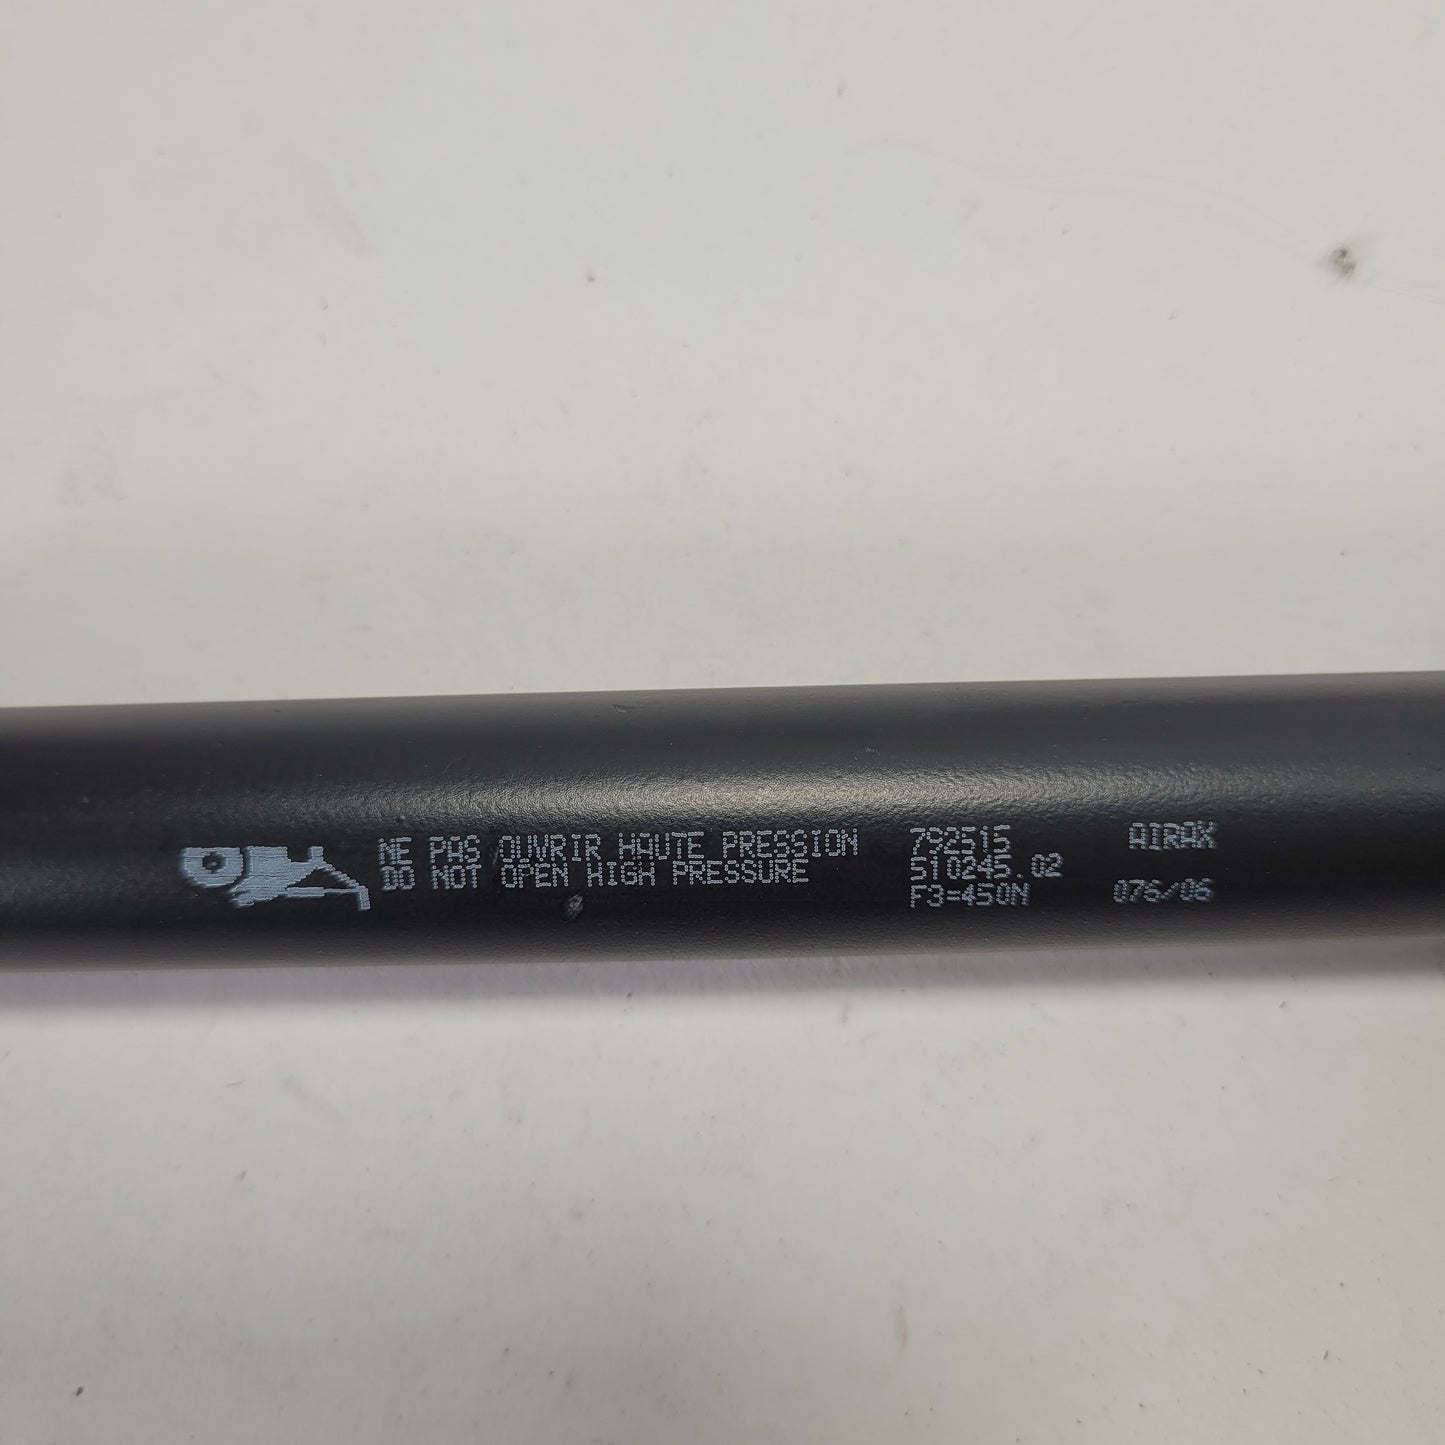 NE PAS OUVRIR HAUTE PRESSION
DO NOT OPEN HIGH PRESSURE
792515
510245.02
F3-450N
AIRAX
076/06